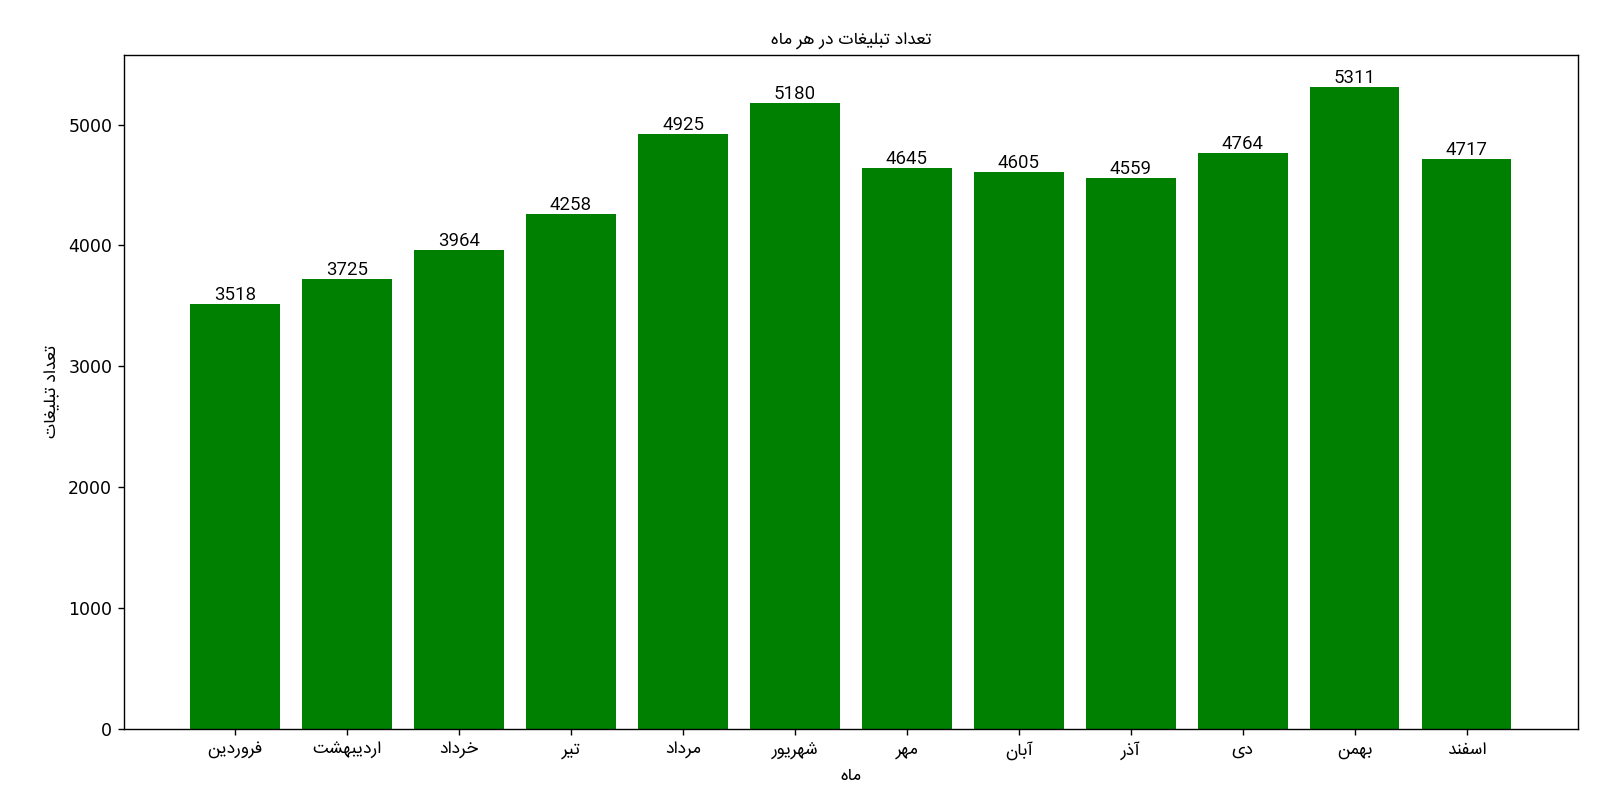 تعداد تبلیغات در هر ماه
تعداد تبلیغات
5000
4000
3000
2000
1000
0
3518
3725
3964
4258
4925
5180
4645
4605
4559
4764
5311
4717
فروردین
اردیبهشت
خرداد
تیر
مرداد
شهریور
مهر
آبان
آذر
دی
بهمن
اسفند
ماه